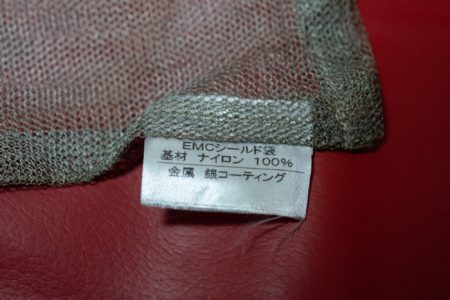 EMCシールド袋
基材 ナイロン 100%
金属 銀コーティング